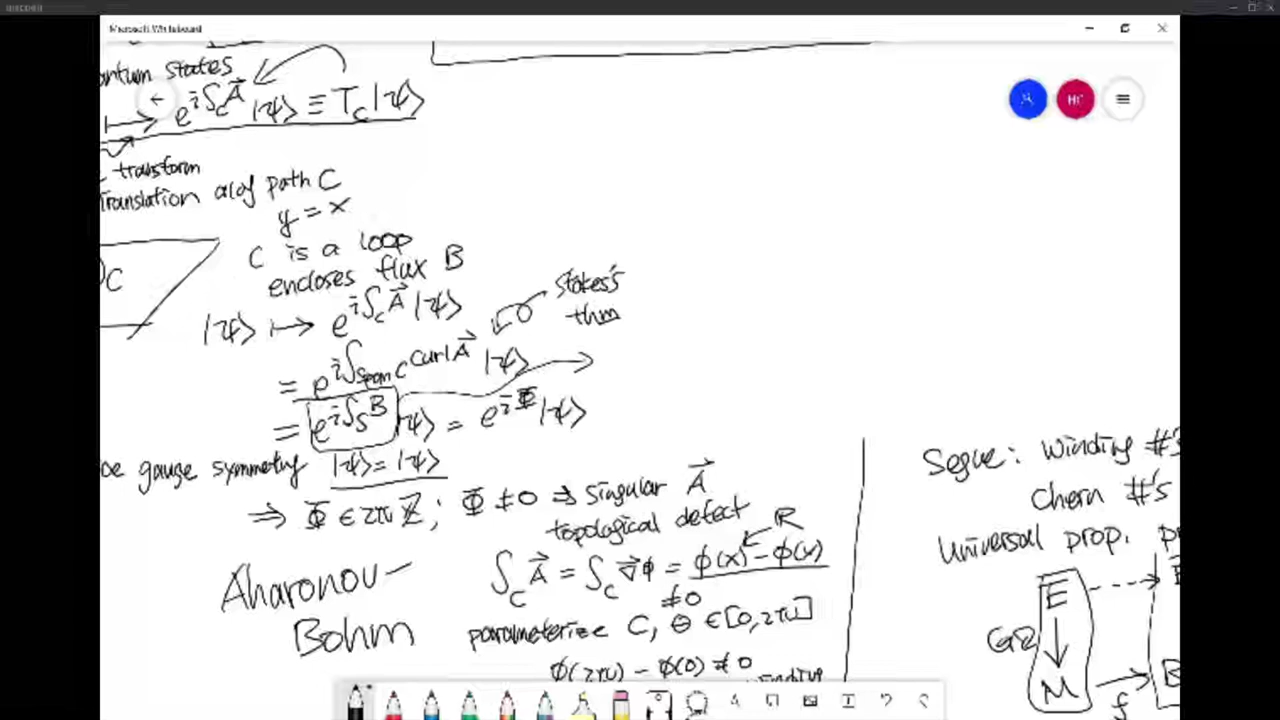 Microsoft Whiteboard
ntum states
↦ e^{i∫_C A⃗} |ψ⟩ ≡ T_C |ψ⟩
transform
translation along path C
y = x
C
C is a loop
encloses flux B
|ψ⟩ ↦ e^{i∫_C A⃗} |ψ⟩
Stokes's
thm
= e^{i∫_{span C} curl A⃗} |ψ⟩
= e^{i∫_S B} |ψ⟩ = e^{iΦ} |ψ⟩
gauge symmetry |ψ⟩ = |ψ⟩
⇒ Φ ∈ 2πℤ; Φ ≠ 0 ⇒ singular A⃗
topological defect
R
∫_C A⃗ = ∫_C ∇⃗ϕ = ϕ(x) − ϕ(x)
≠ 0
Aharonov–
Bohm
parameterize C, θ ∈ [0, 2π]
ϕ(2π) − ϕ(0) ≠ 0
Segue: Winding #'s
Chern #'s
Universal prop.
E
M
f
HC